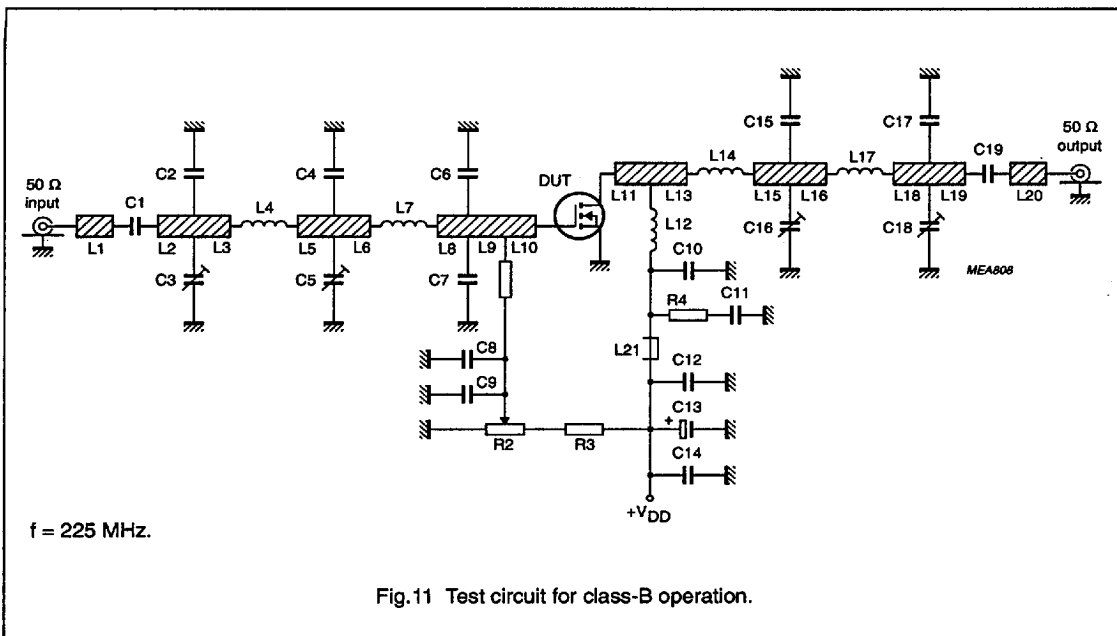 C15
C17
50 Ω
output
C19
C2
C4
C6
L14
L17
50 Ω
input
DUT
C1
L4
L7
L11
L13
L15
L16
L18
L19
L20
L1
L2
L3
L5
L6
L8
L9
L10
L12
C16
C18
C3
C5
C7
C10
MEA808
R4
C11
C8
L21
C12
C9
+
C13
R2
R3
C14
+VDD
f = 225 MHz.
Fig.11 Test circuit for class-B operation.